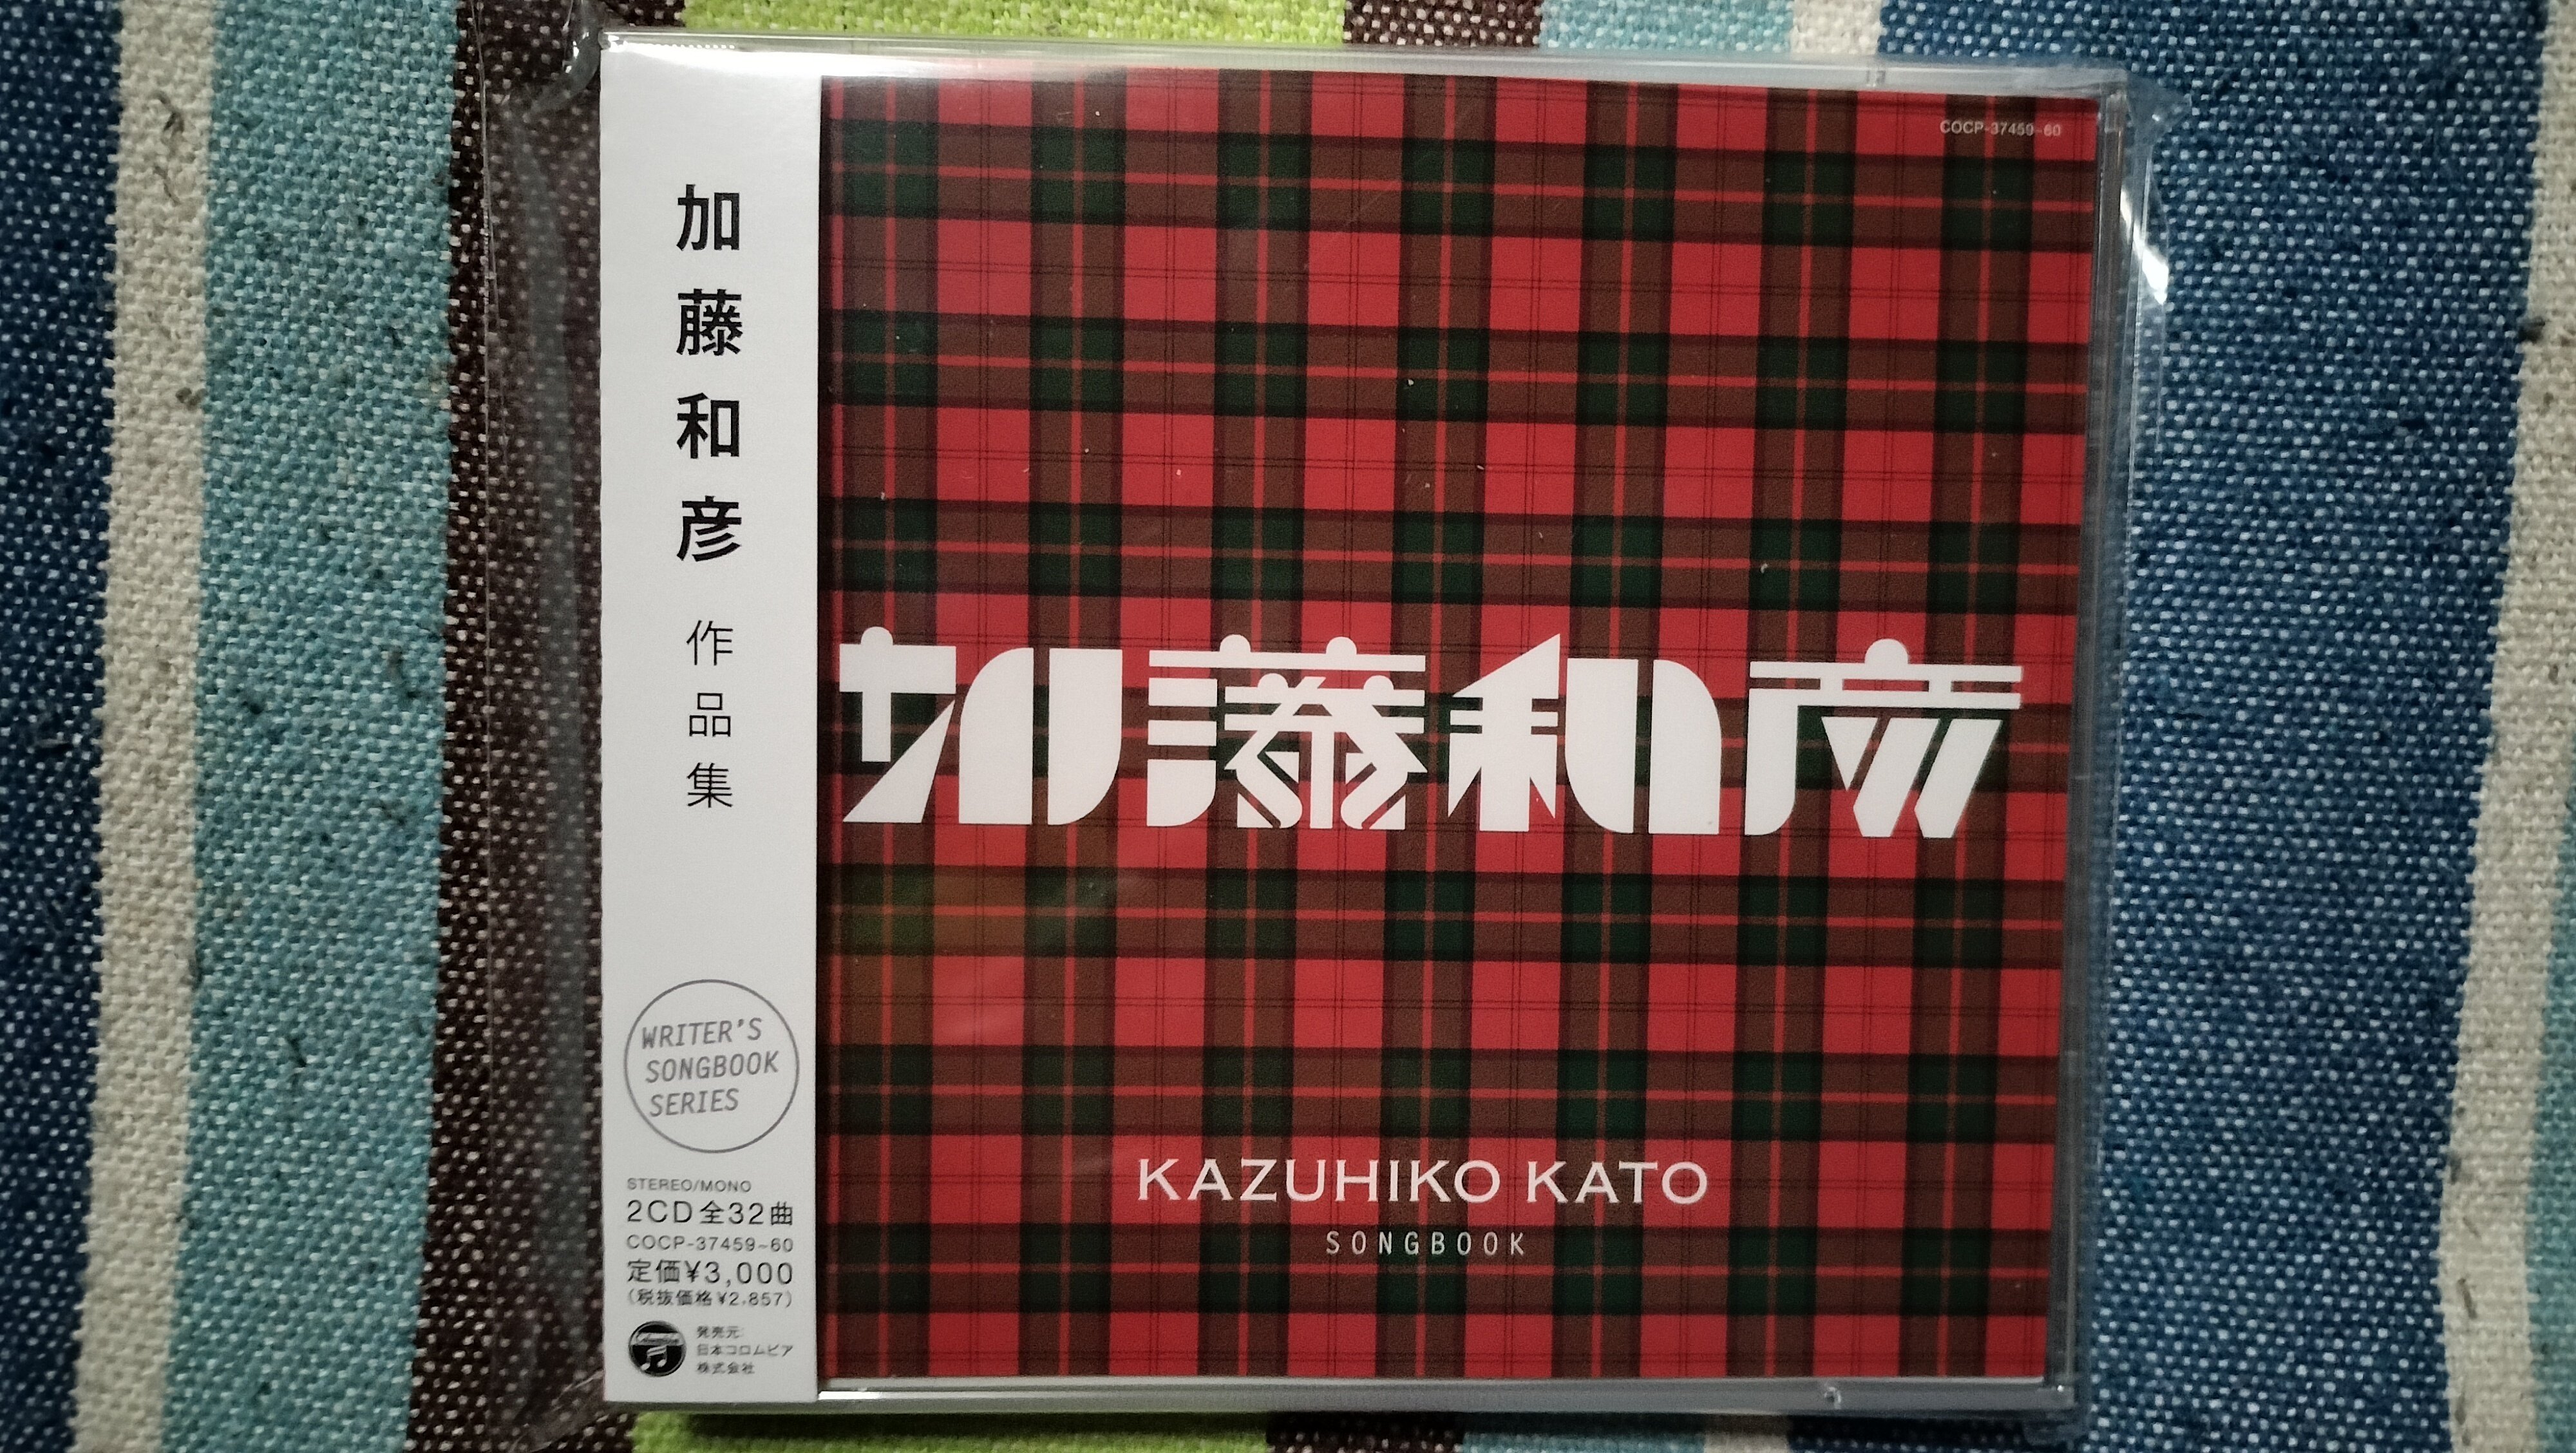 加藤和彦 作品集
WRITER'S
SONGBOOK
SERIES
STEREO/MONO
2CD全32曲
COCP-37459~60
定価¥3,000
(税抜価格¥2,857)
発売元:
日本コロムビア
株式会社
COCP-37459~60
加藤和彦
KAZUHIKO KATO
SONGBOOK